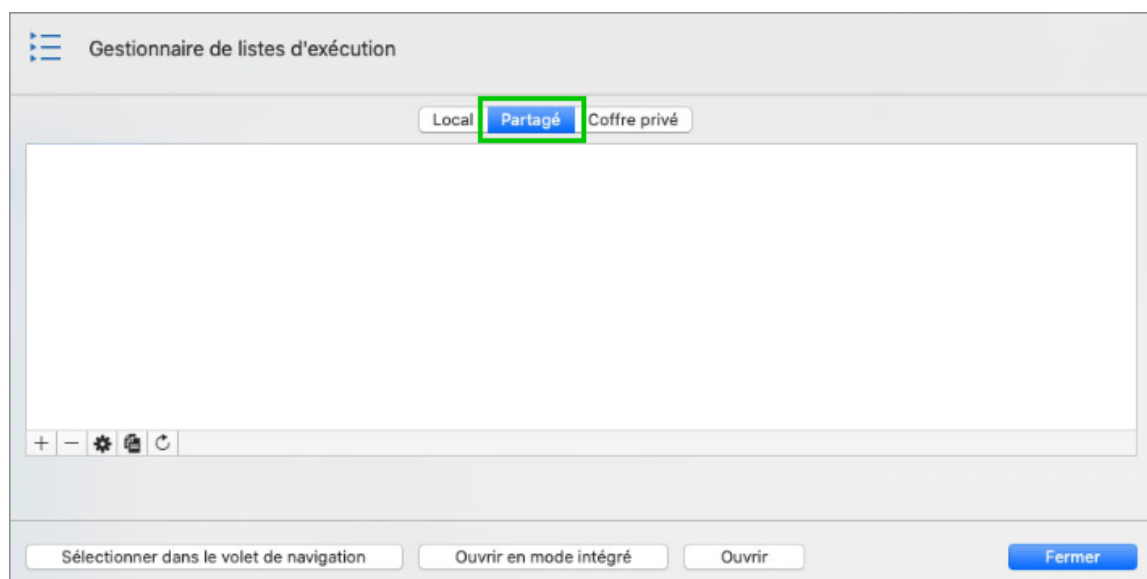 Gestionnaire de listes d'exécution
Local Partagé Coffre privé
Sélectionner dans le volet de navigation Ouvrir en mode intégré Ouvrir Fermer